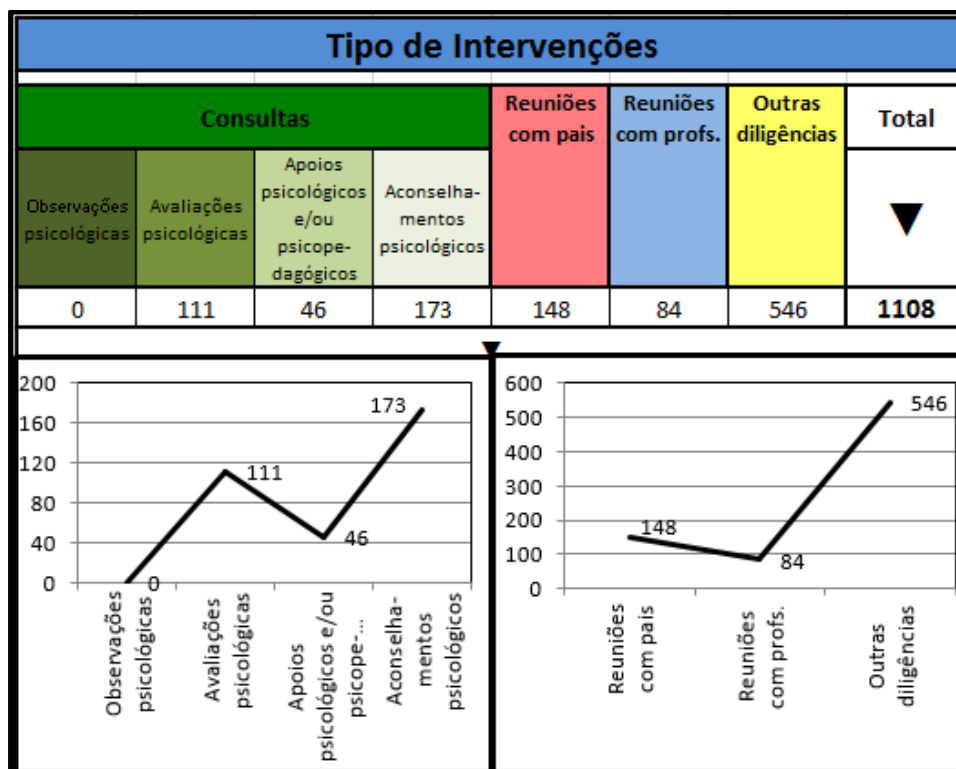 Tipo de Intervenções
Consultas
Reuniões
com pais
Reuniões
com profs.
Outras
diligências
Total
Observações
psicológicas
Avaliações
psicológicas
Apoios
psicológicos
e/ou
psicope-
dagógicos
Aconselha-
mentos
psicológicos
▼
0 111 46 173 148 84 546 1108
▼
200
160
120
80
40
0
0
111
46
173
Observações
psicológicas
Avaliações
psicológicas
Apoios
psicológicos e/ou
psicope-...
Aconselha-
mentos
psicológicos
600
500
400
300
200
100
0
148
84
546
Reuniões
com pais
Reuniões
com profs.
Outras
diligências